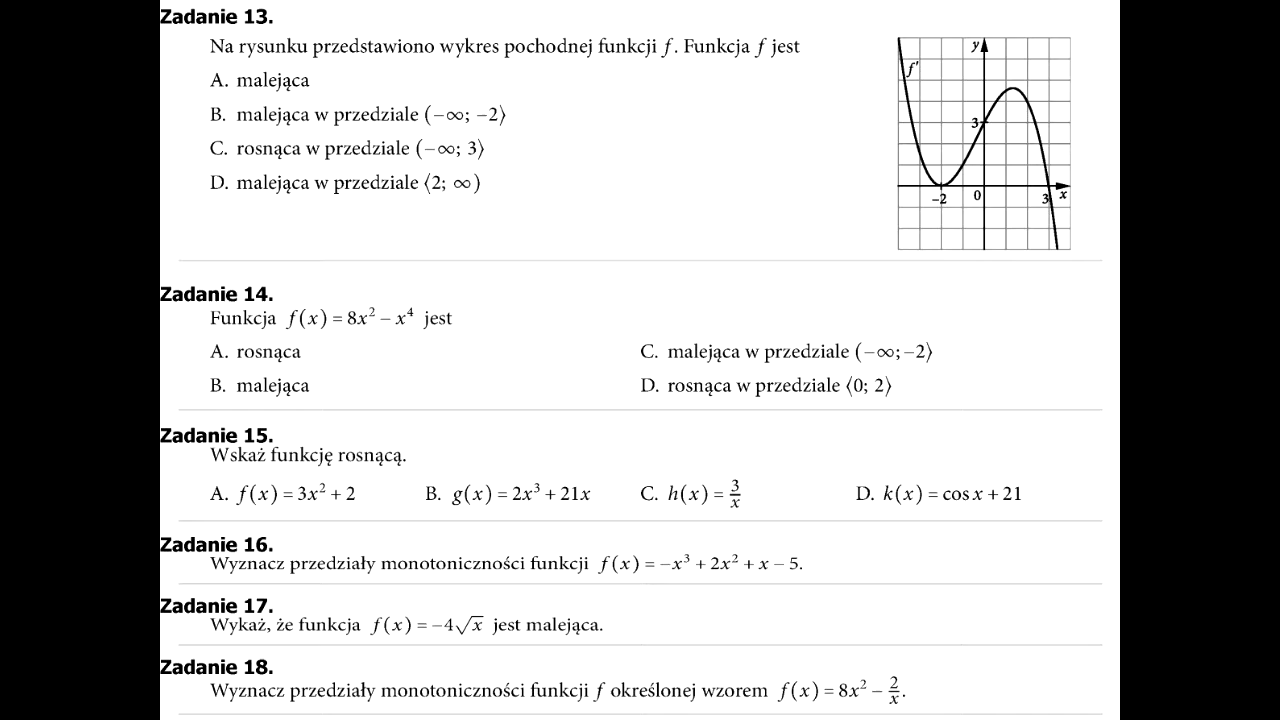 Zadanie 13.
Na rysunku przedstawiono wykres pochodnej funkcji f. Funkcja f jest
A. malejąca
B. malejąca w przedziale (−∞; −2⟩
C. rosnąca w przedziale (−∞; 3⟩
D. malejąca w przedziale ⟨2; ∞)
y
f'
3
−2 0 3 x
Zadanie 14.
Funkcja f(x) = 8x² − x⁴ jest
A. rosnąca C. malejąca w przedziale (−∞; −2⟩
B. malejąca D. rosnąca w przedziale ⟨0; 2⟩
Zadanie 15.
Wskaż funkcję rosnącą.
A. f(x) = 3x² + 2 B. g(x) = 2x³ + 21x C. h(x) = 3/x D. k(x) = cos x + 21
Zadanie 16.
Wyznacz przedziały monotoniczności funkcji f(x) = −x³ + 2x² + x − 5.
Zadanie 17.
Wykaż, że funkcja f(x) = −4√x jest malejąca.
Zadanie 18.
Wyznacz przedziały monotoniczności funkcji f określonej wzorem f(x) = 8x² − 2/x.